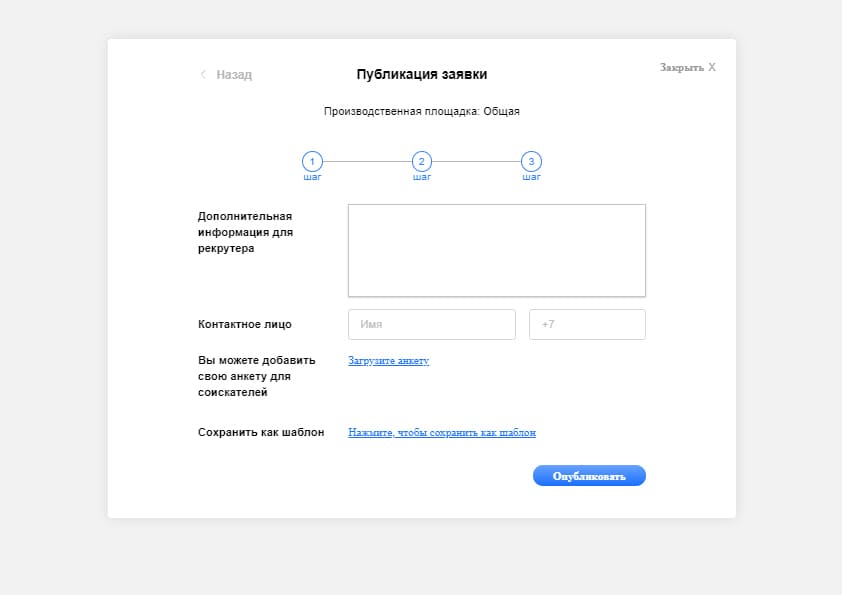 Назад
Публикация заявки
Закрыть X
Производственная площадка: Общая
1
2
3
шаг
шаг
шаг
Дополнительная
информация для
рекрутера
Контактное лицо
Имя
+7
Вы можете добавить
свою анкету для
соискателей
Загрузите анкету
Сохранить как шаблон
Нажмите, чтобы сохранить как шаблон
Опубликовать